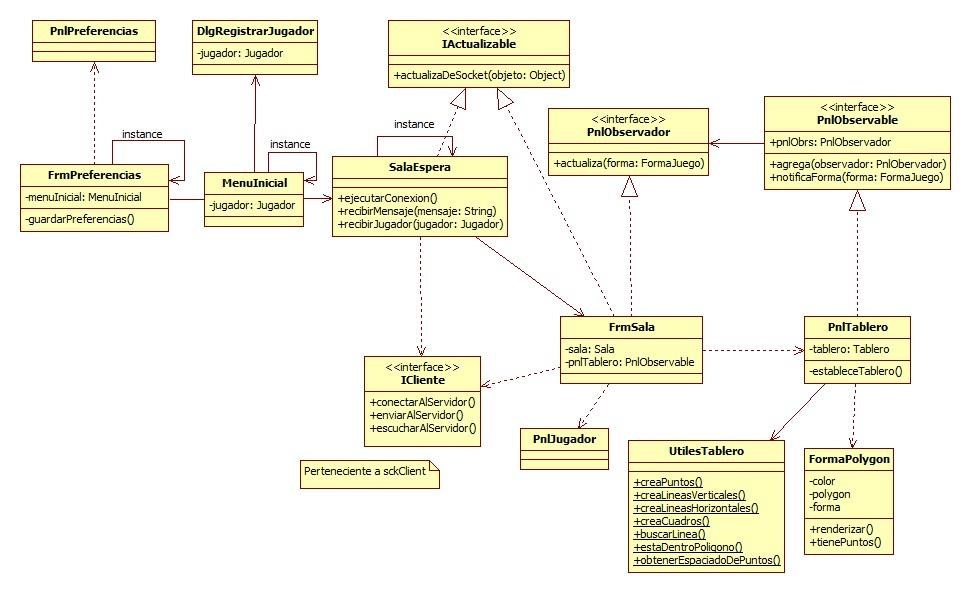 PnlPreferencias
DlgRegistrarJugador
-jugador: Jugador
<<interface>>
IActualizable
+actualizaDeSocket(objeto: Object)
<<interface>>
PnlObservador
+actualiza(forma: FormaJuego)
<<interface>>
PnlObservable
+pnlObrs: PnlObservador
+agrega(observador: PnlObervador)
+notificaForma(forma: FormaJuego)
instance
FrmPreferencias
-menuInicial: MenuInicial
-guardarPreferencias()
instance
MenuInicial
-jugador: Jugador
instance
SalaEspera
+ejecutarConexion()
+recibirMensaje(mensaje: String)
+recibirJugador(jugador: Jugador)
FrmSala
-sala: Sala
-pnlTablero: PnlObservable
PnlTablero
-tablero: Tablero
-estableceTablero()
<<interface>>
ICliente
+conectarAlServidor()
+enviarAlServidor()
+escucharAlServidor()
Perteneciente a sckClient
PnlJugador
UtilesTablero
+creaPuntos()
+creaLineasVerticales()
+creaLineasHorizontales()
+creaCuadros()
+buscarLinea()
+estaDentroPoligono()
+obtenerEspaciadoDePuntos()
FormaPolygon
-color
-polygon
-forma
+renderizar()
+tienePuntos()